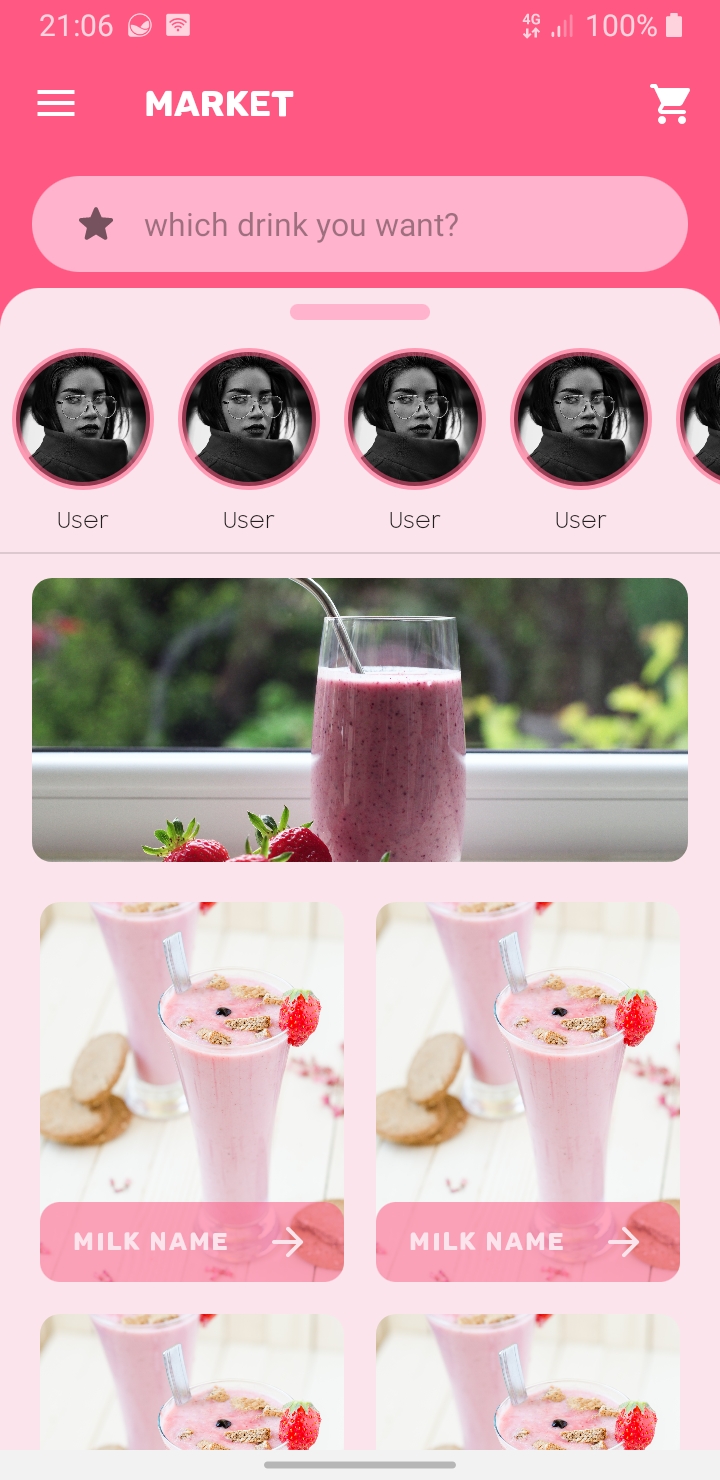 21:06 4G 100%
MARKET
which drink you want?
User User User User
MILK NAME MILK NAME